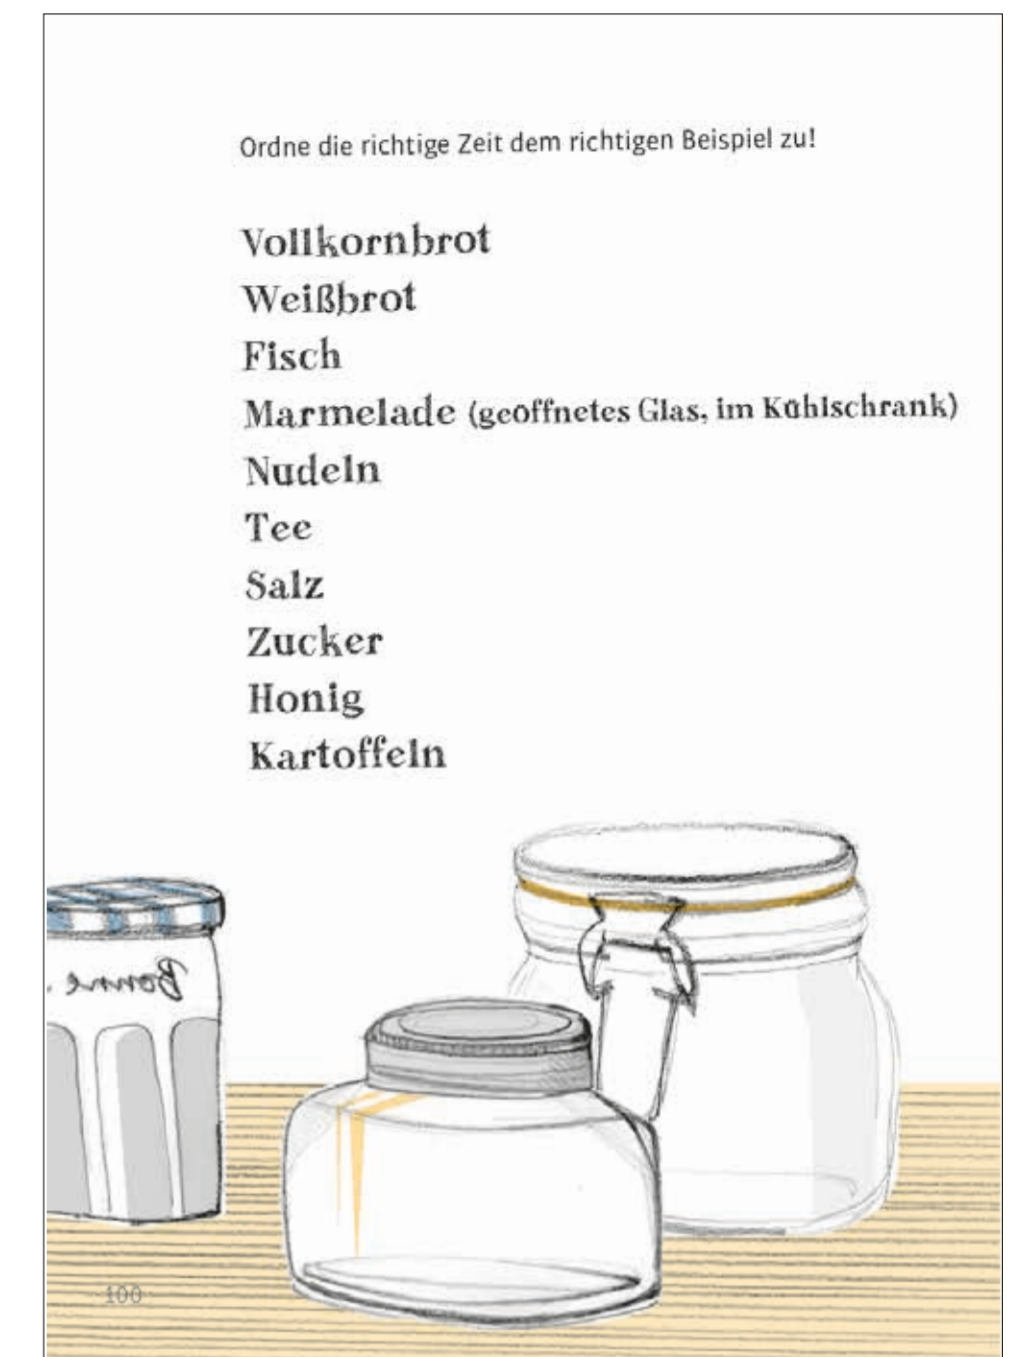 Ordne die richtige Zeit dem richtigen Beispiel zu!
Vollkornbrot
Weißbrot
Fisch
Marmelade (geöffnetes Glas, im Kühlschrank)
Nudeln
Tee
Salz
Zucker
Honig
Kartoffeln
Bonne
100